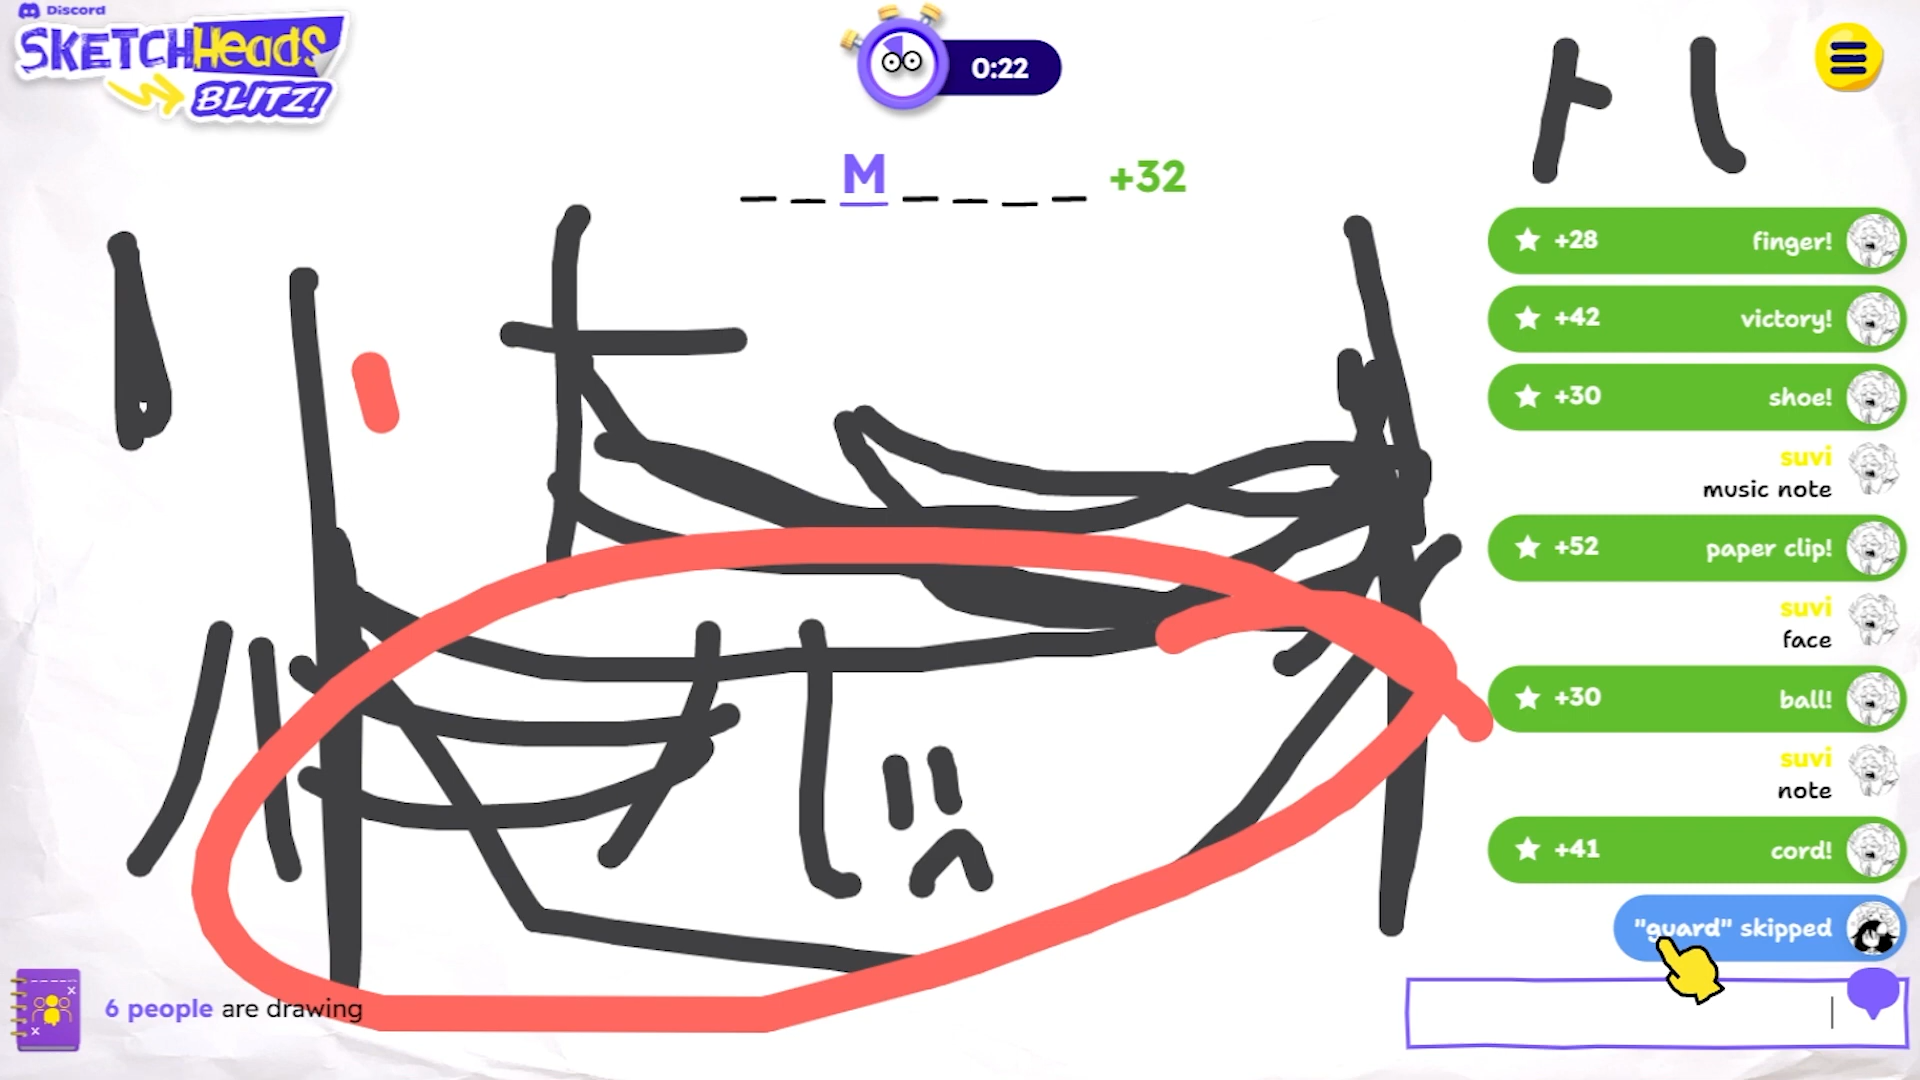 Discord
SKETCHHeadS
BLITZ!
0:22
_ _ M _ _ _ _ +32
+28 finger!
+42 victory!
+30 shoe!
suvi
music note
+52 paper clip!
suvi
face
+30 ball!
suvi
note
+41 cord!
"guard" skipped
6 people are drawing